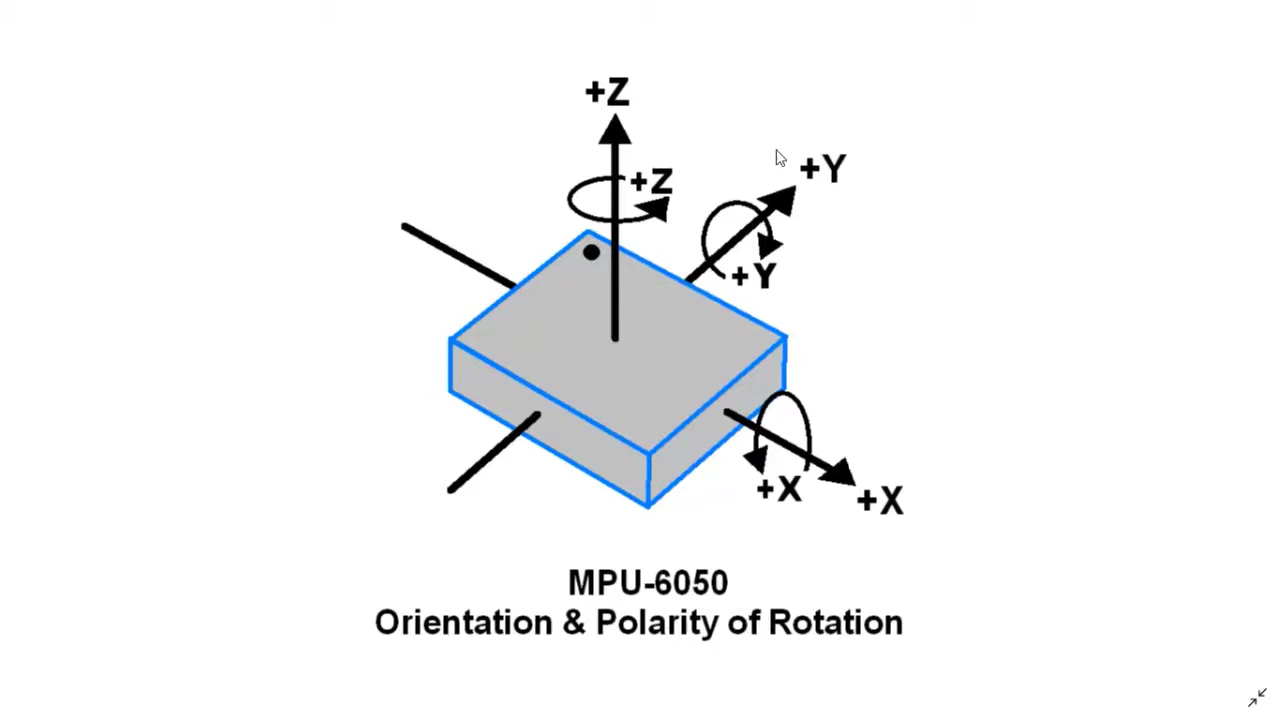 +Z
+Z
+Y
+Y
+X
+X
MPU-6050
Orientation & Polarity of Rotation